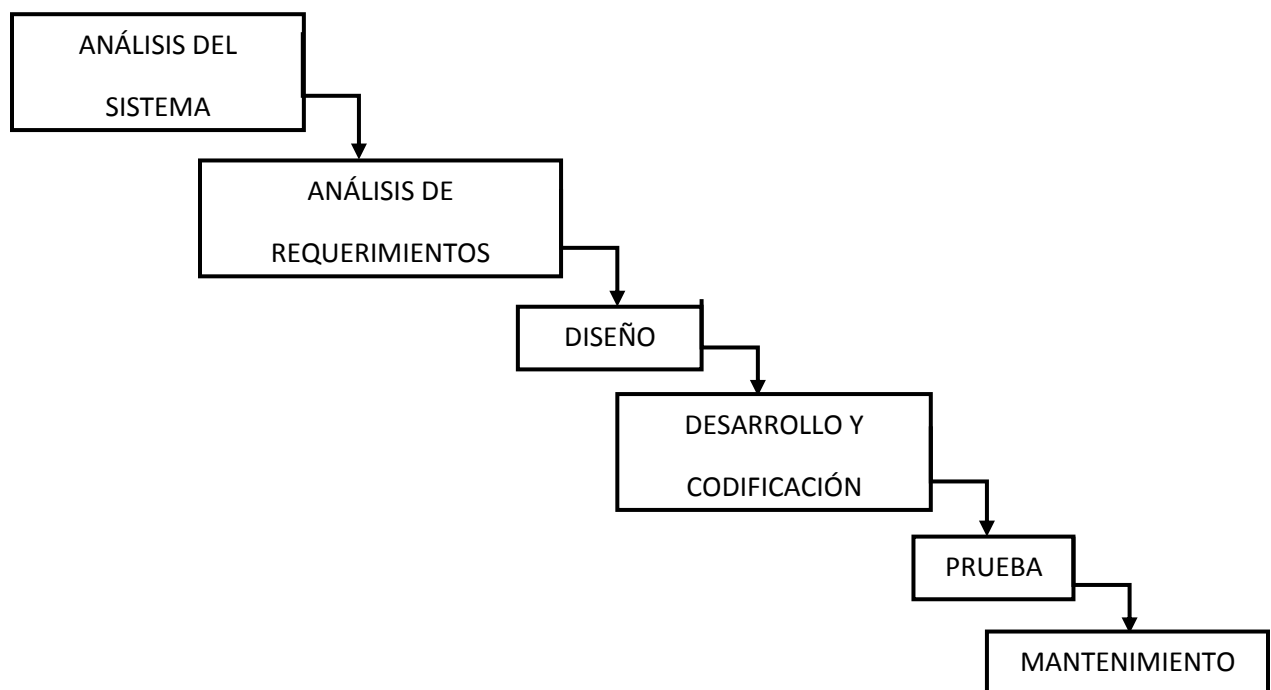 ANÁLISIS DEL
SISTEMA
ANÁLISIS DE
REQUERIMIENTOS
DISEÑO
DESARROLLO Y
CODIFICACIÓN
PRUEBA
MANTENIMIENTO